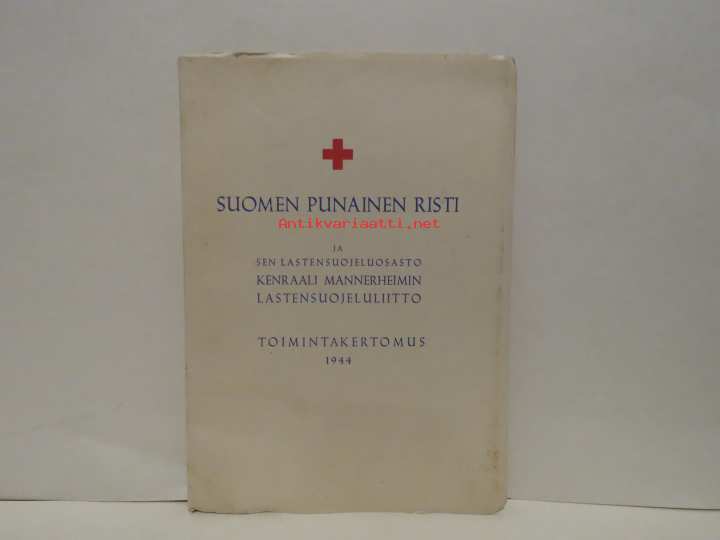 SUOMEN PUNAINEN RISTI
Antikvariaatti.net
JA
SEN LASTENSUOJELUOSASTO
KENRAALI MANNERHEIMIN
LASTENSUOJELULIITTO
TOIMINTAKERTOMUS
1944